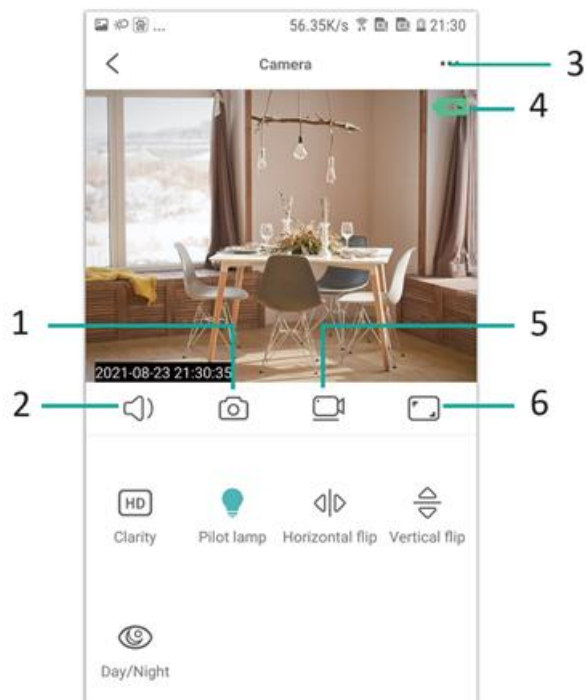 ... 56.35K/s 21:30
Camera ...
3
4
1
5
2021-08-23 21:30:35
2
6
HD
Clarity Pilot lamp Horizontal flip Vertical flip
Day/Night